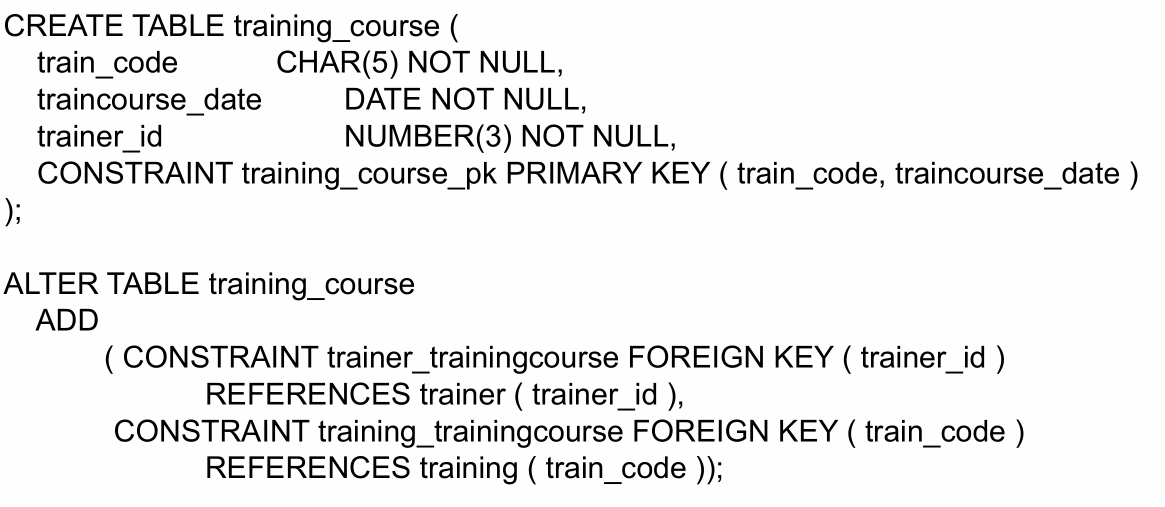 CREATE TABLE training_course (
train_code CHAR(5) NOT NULL,
traincourse_date DATE NOT NULL,
trainer_id NUMBER(3) NOT NULL,
CONSTRAINT training_course_pk PRIMARY KEY ( train_code, traincourse_date )
);
ALTER TABLE training_course
ADD
( CONSTRAINT trainer_trainingcourse FOREIGN KEY ( trainer_id )
REFERENCES trainer ( trainer_id ),
CONSTRAINT training_trainingcourse FOREIGN KEY ( train_code )
REFERENCES training ( train_code ));